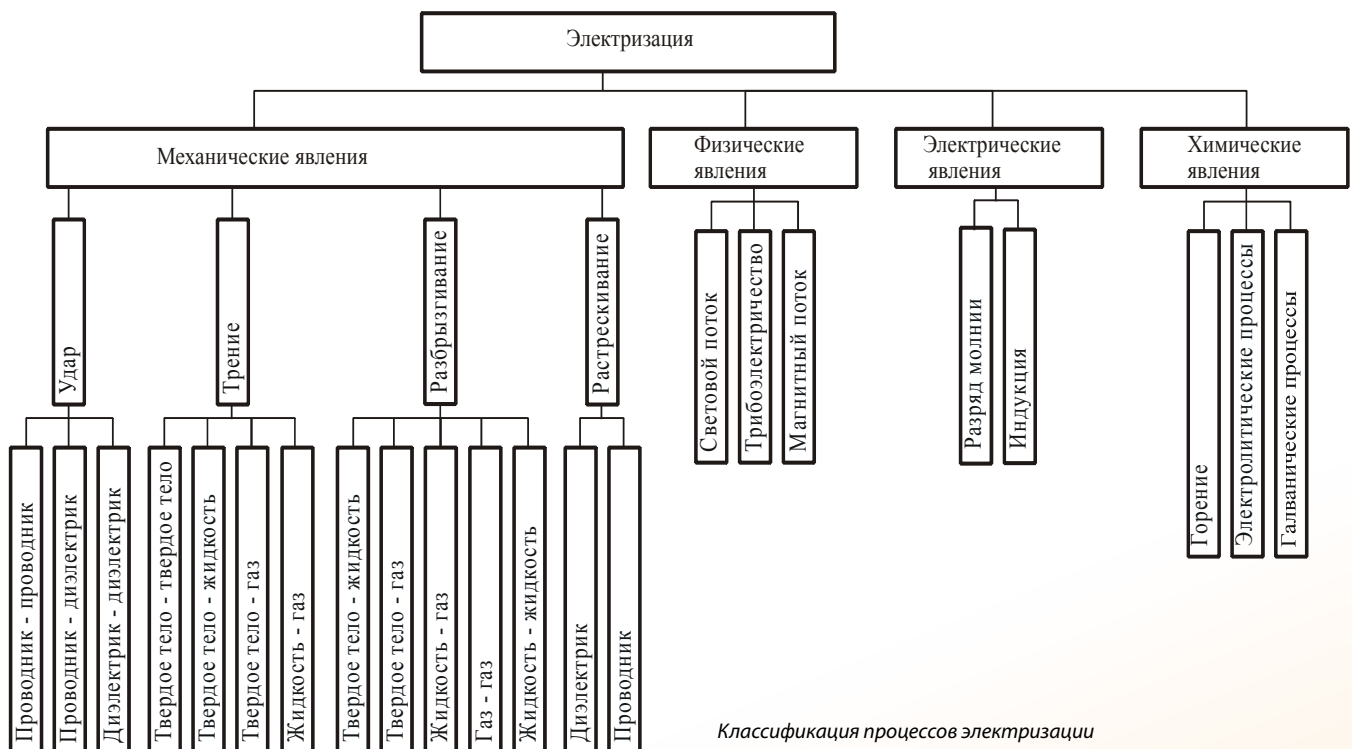 Электризация
Механические явления
Физические
явления
Электрические
явления
Химические
явления
Удар
Трение
Разбрызгивание
Растрескивание
Световой поток
Трибоэлектричество
Магнитный поток
Разряд молнии
Индукция
Горение
Электролитические процессы
Галванические процессы
Проводник - проводник
Проводник - диэлектрик
Диэлектрик - диэлектрик
Твердое тело - твердое тело
Твердое тело - жидкость
Твердое тело - газ
Жидкость - газ
Твердое тело - жидкость
Твердое тело - газ
Жидкость - газ
Газ - газ
Жидкость - жидкость
Диэлектрик
Проводник
Классификация процессов электризации